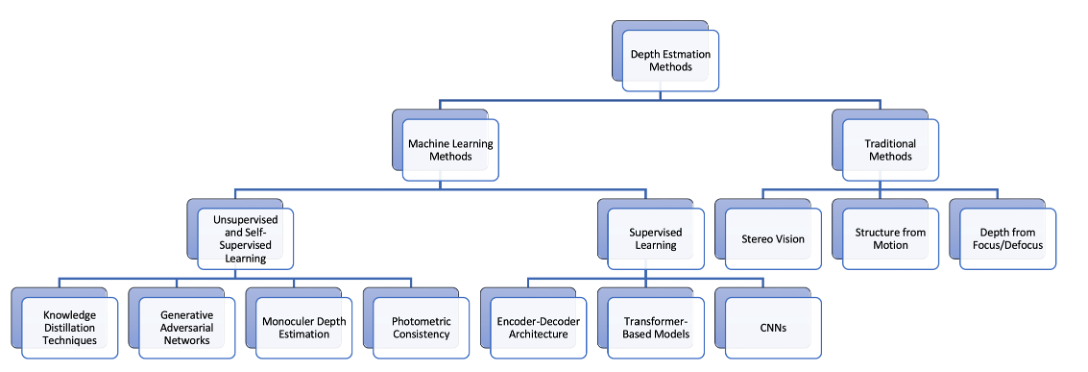 Depth Estmation
Methods
Machine Learning
Methods
Traditional
Methods
Unsupervised
and Self-
Supervised
Learning
Supervised
Learning
Stereo Vision
Structure from
Motion
Depth from
Focus/Defocus
Knowledge
Distillation
Techniques
Generative
Adversarial
Networks
Monoculer Depth
Estimation
Photometric
Consistency
Encoder-Decoder
Architecture
Transformer-
Based Models
CNNs